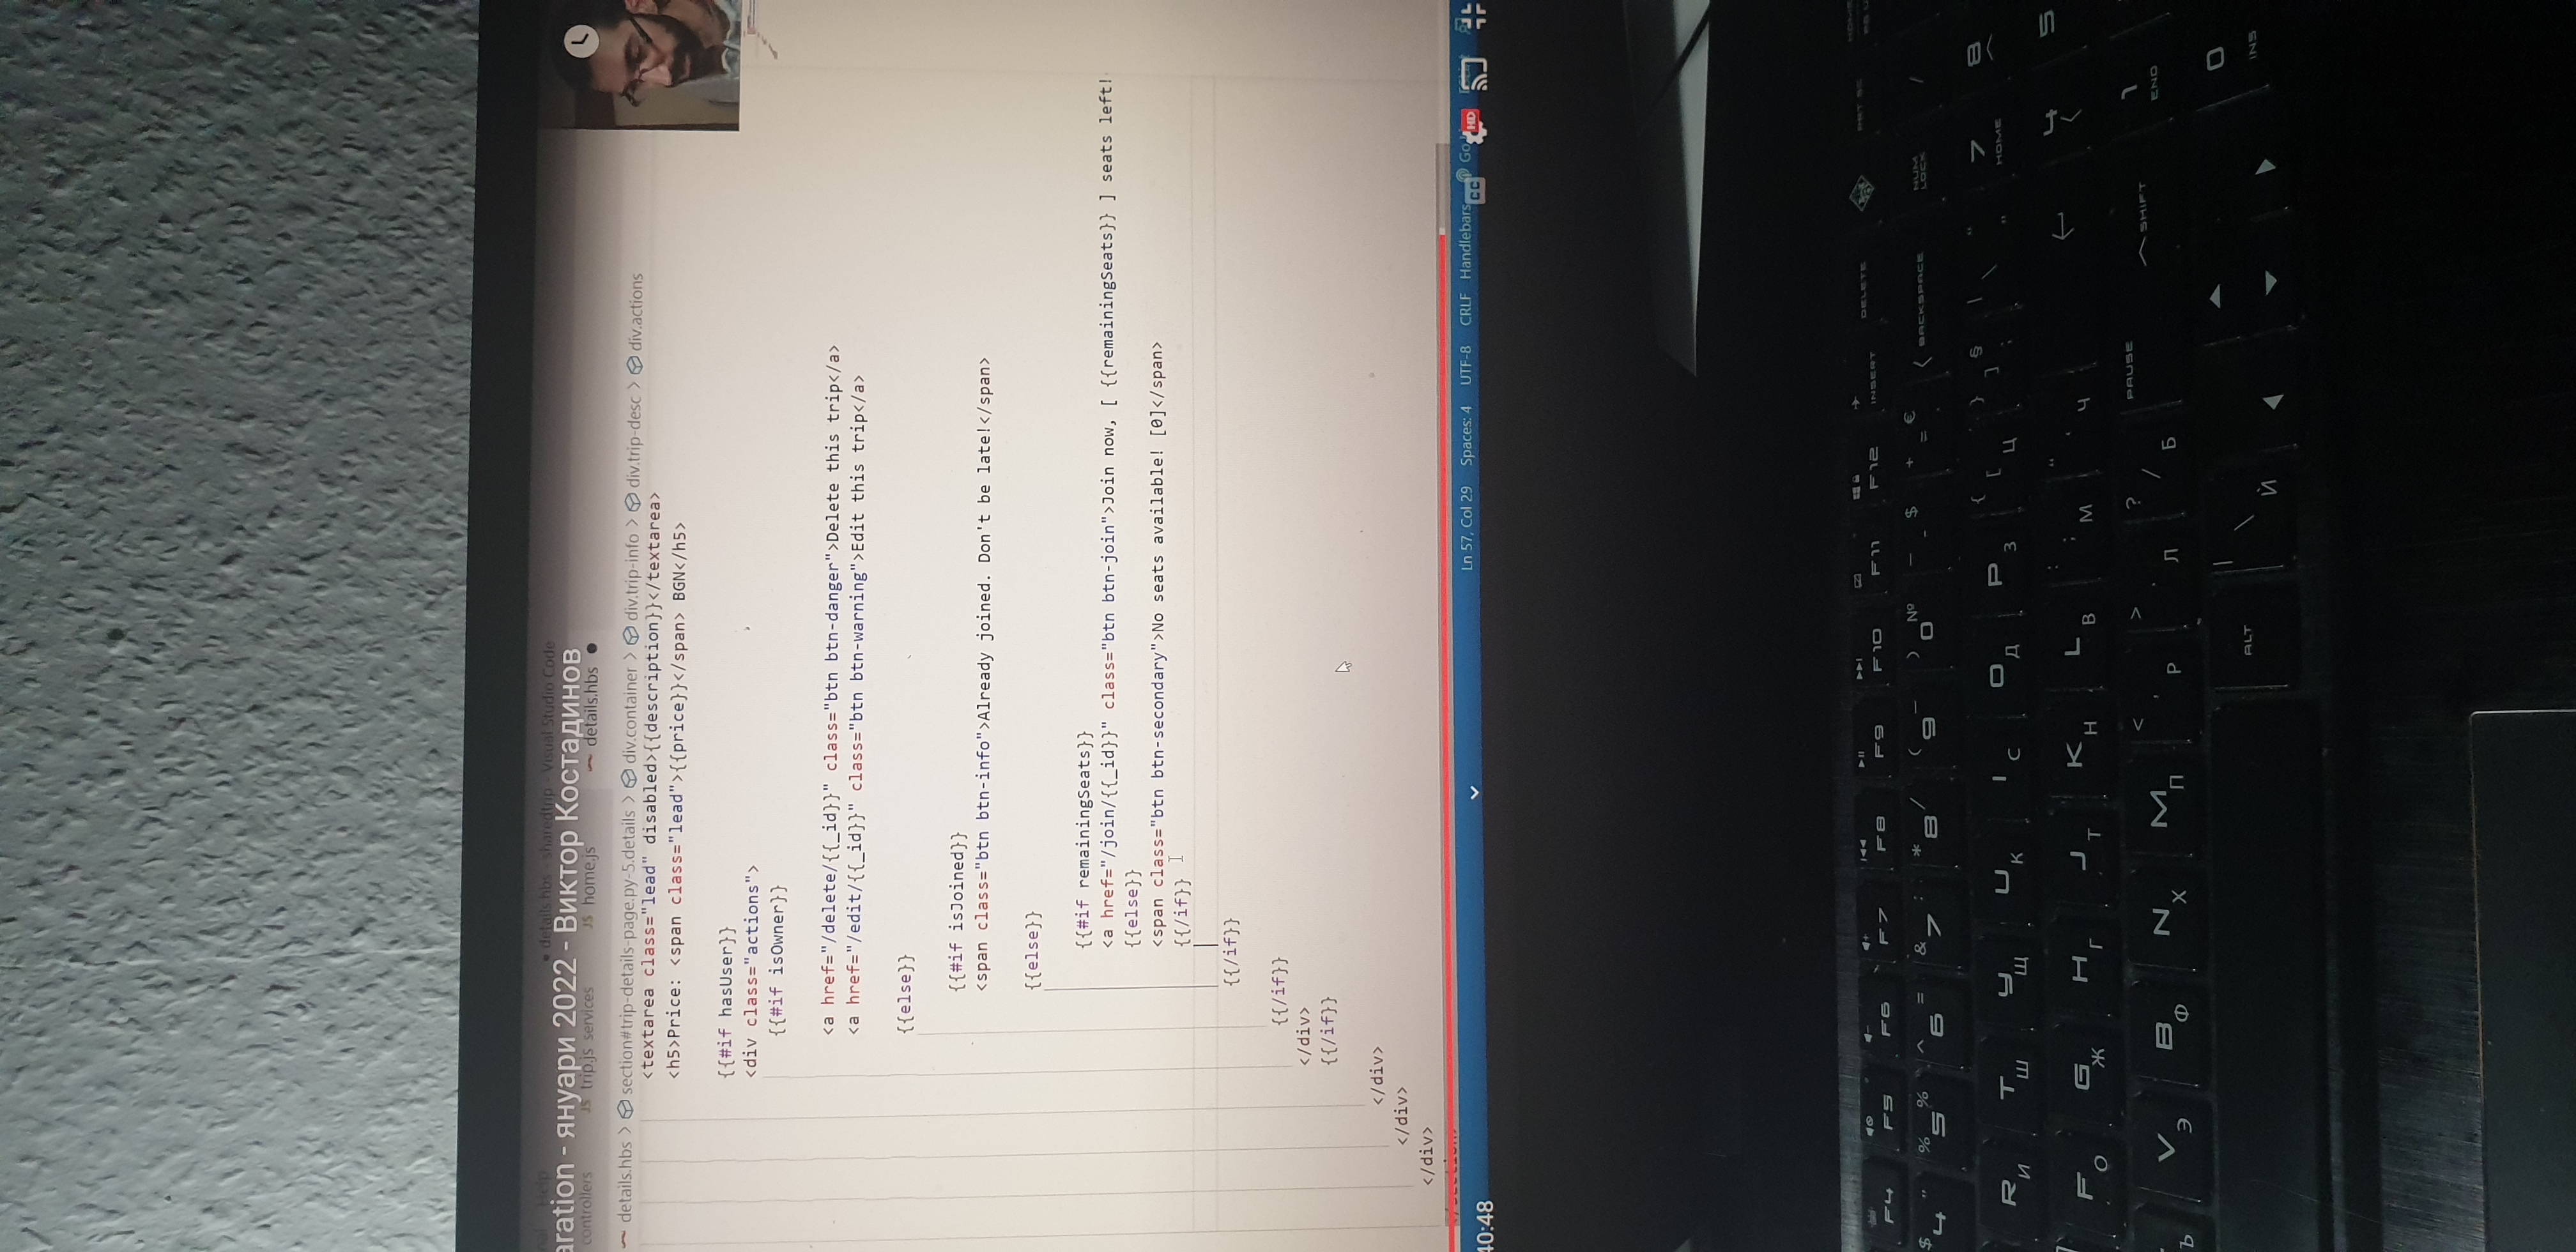 details.hbs - sharedtrip - Visual Studio Code
aration - януари 2022 - Виктор Костадинов
controllers JS trip.js services JS home.js details.hbs
details.hbs > section#trip-details-page.py-5.details > div.container > div.trip-info > div.trip-desc > div.actions
<textarea class="lead" disabled>{{description}}</textarea>
<h5>Price: <span class="lead">{{price}}</span> BGN</h5>
{{#if hasUser}}
<div class="actions">
{{#if isOwner}}
<a href="/delete/{{_id}}" class="btn btn-danger">Delete this trip</a>
<a href="/edit/{{_id}}" class="btn btn-warning">Edit this trip</a>
{{else}}
{{#if isJoined}}
<span class="btn btn-info">Already joined. Don't be late!</span>
{{else}}
{{#if remainingSeats}}
<a href="/join/{{_id}}" class="btn btn-join">Join now, [ {{remainingSeats}} ] seats left!
{{else}}
<span class="btn btn-secondary">No seats available! [0]</span>
{{/if}}
{{/if}}
{{/if}}
</div>
{{/if}}
</div>
</div>
</div>
40:48 Ln 57, Col 29 Spaces: 4 UTF-8 CRLF Handlebars Go CC HD
F4 F5 F6 F7 F8 F9 F10 F11 F12 INSERT DELETE
$ 4 " % 5 % ^ 6 = & 7 : * 8 / ( 9 – ) 0 № – - $ + = € BACKSPACE NUM LOCK /
R И T Ш Y Щ U К I С O Д P З { [ Ц } ] § ; | \ " 7 HOME 8
F О G Ж H Г J Т K Н L В : ; М " ' Ч 4 5
Ъ V Э B Ф N Х M П < , Р > . Л ? / Б PAUSE SHIFT 1 END
ALT | \ Ѝ 0 INS